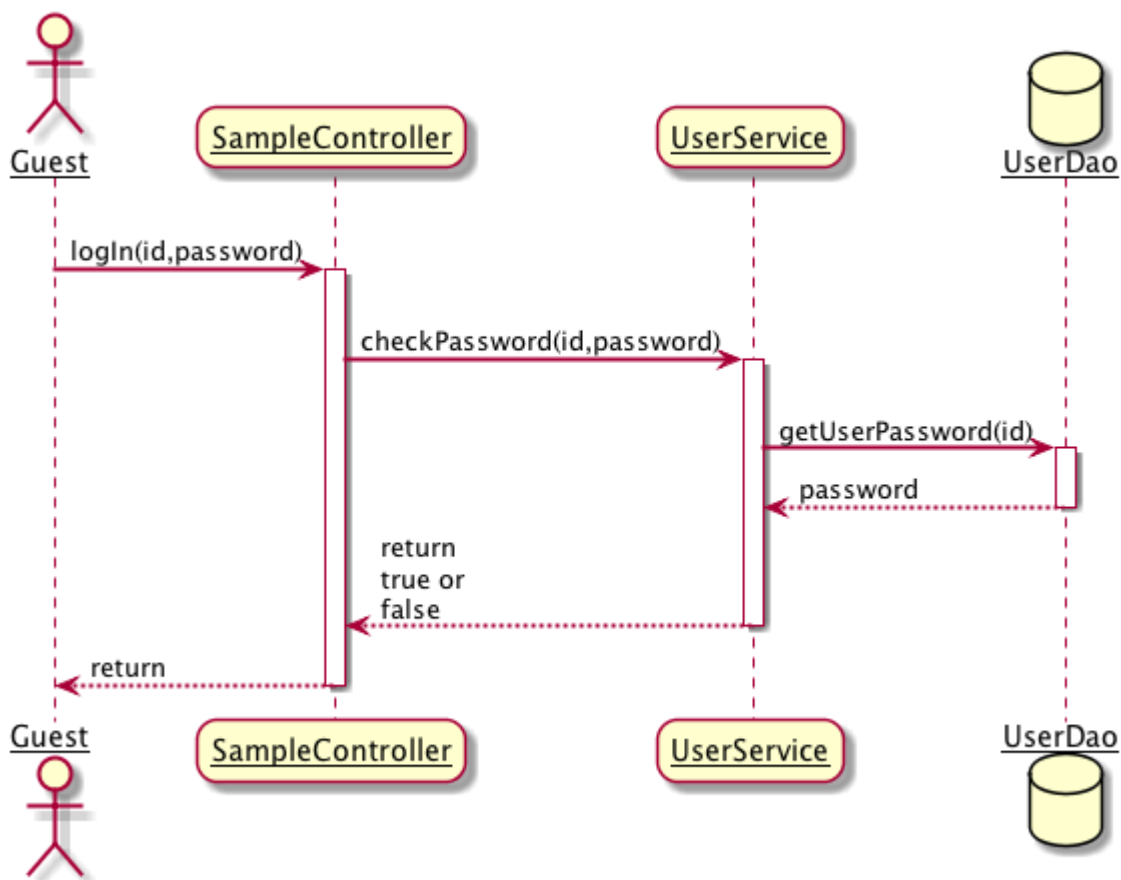 Guest
SampleController
UserService
UserDao
logIn(id,password)
checkPassword(id,password)
getUserPassword(id)
password
return
true or
false
return
Guest
SampleController
UserService
UserDao